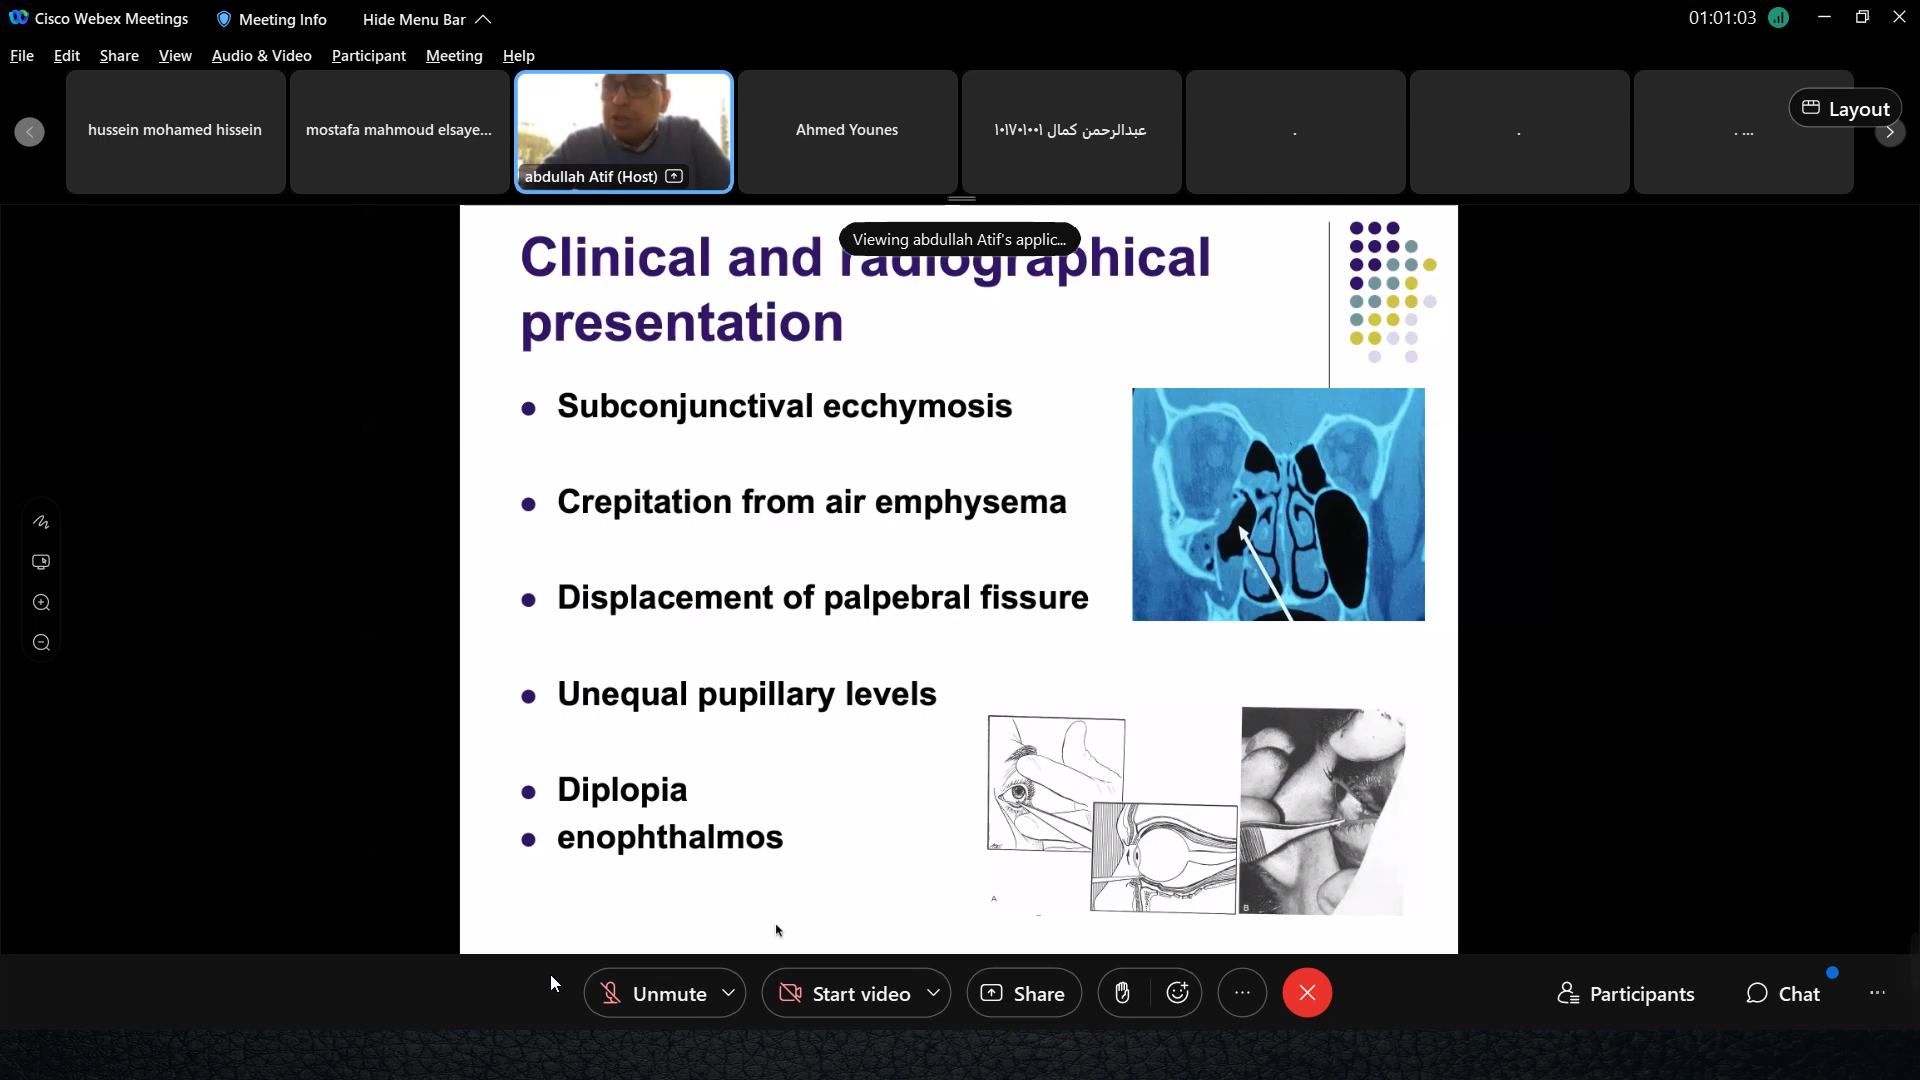 Cisco Webex Meetings
Meeting Info
Hide Menu Bar
01:01:03
File Edit Share View Audio & Video Participant Meeting Help
hussein mohamed hissein
mostafa mahmoud elsaye...
abdullah Atif (Host)
Ahmed Younes
عبدالرحمن كمال ١٠١٧٠١٠٠١
.
.
. ...
Layout
Viewing abdullah Atif's applic...
Clinical and radiographical
presentation
Subconjunctival ecchymosis
Crepitation from air emphysema
Displacement of palpebral fissure
Unequal pupillary levels
Diplopia
enophthalmos
A
B
Unmute
Start video
Share
Participants
Chat